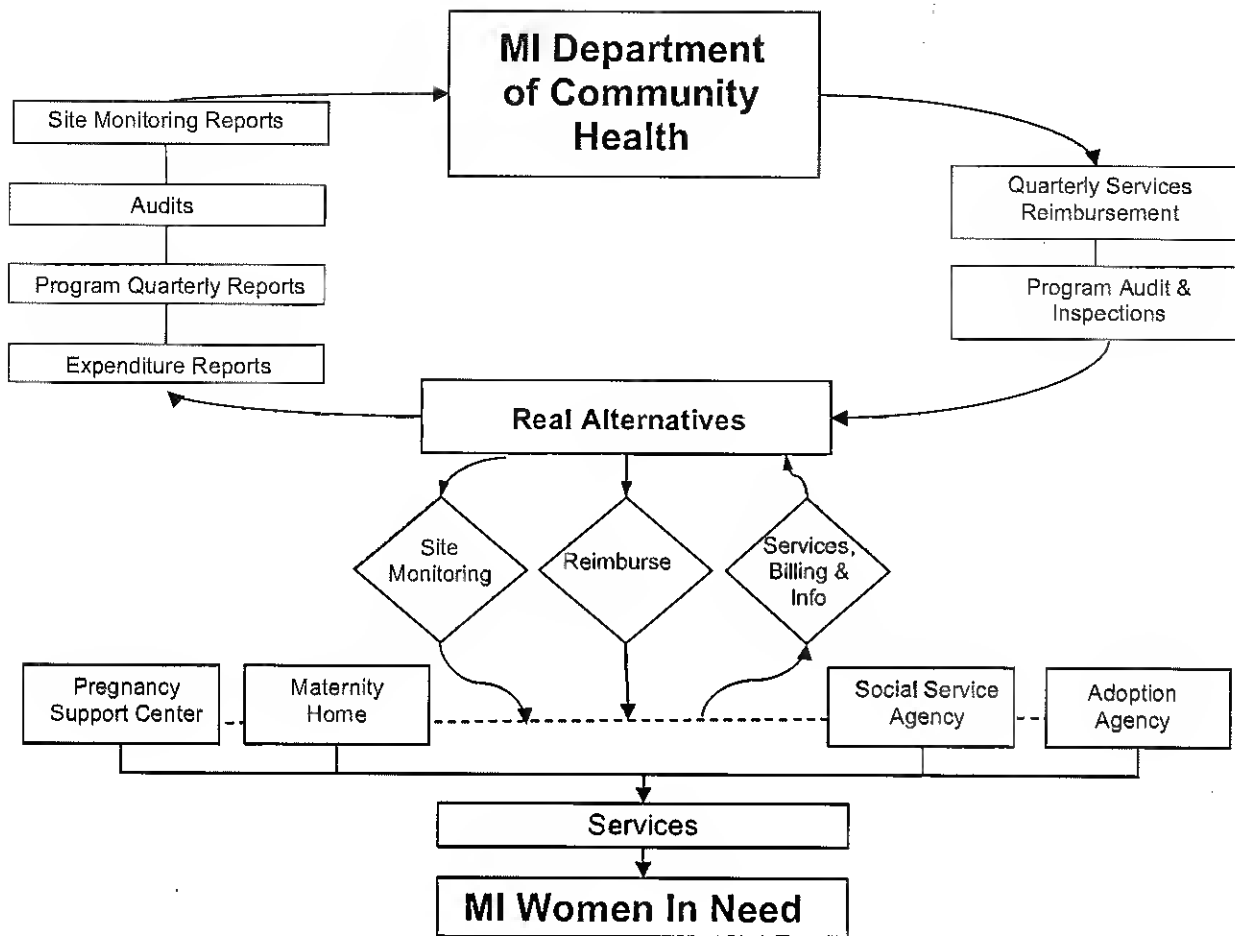 MI Department
of Community
Health
Site Monitoring Reports
Audits
Program Quarterly Reports
Expenditure Reports
Quarterly Services
Reimbursement
Program Audit &
Inspections
Real Alternatives
Site
Monitoring
Reimburse
Services,
Billing &
Info
Pregnancy
Support Center
Maternity
Home
Social Service
Agency
Adoption
Agency
Services
MI Women In Need